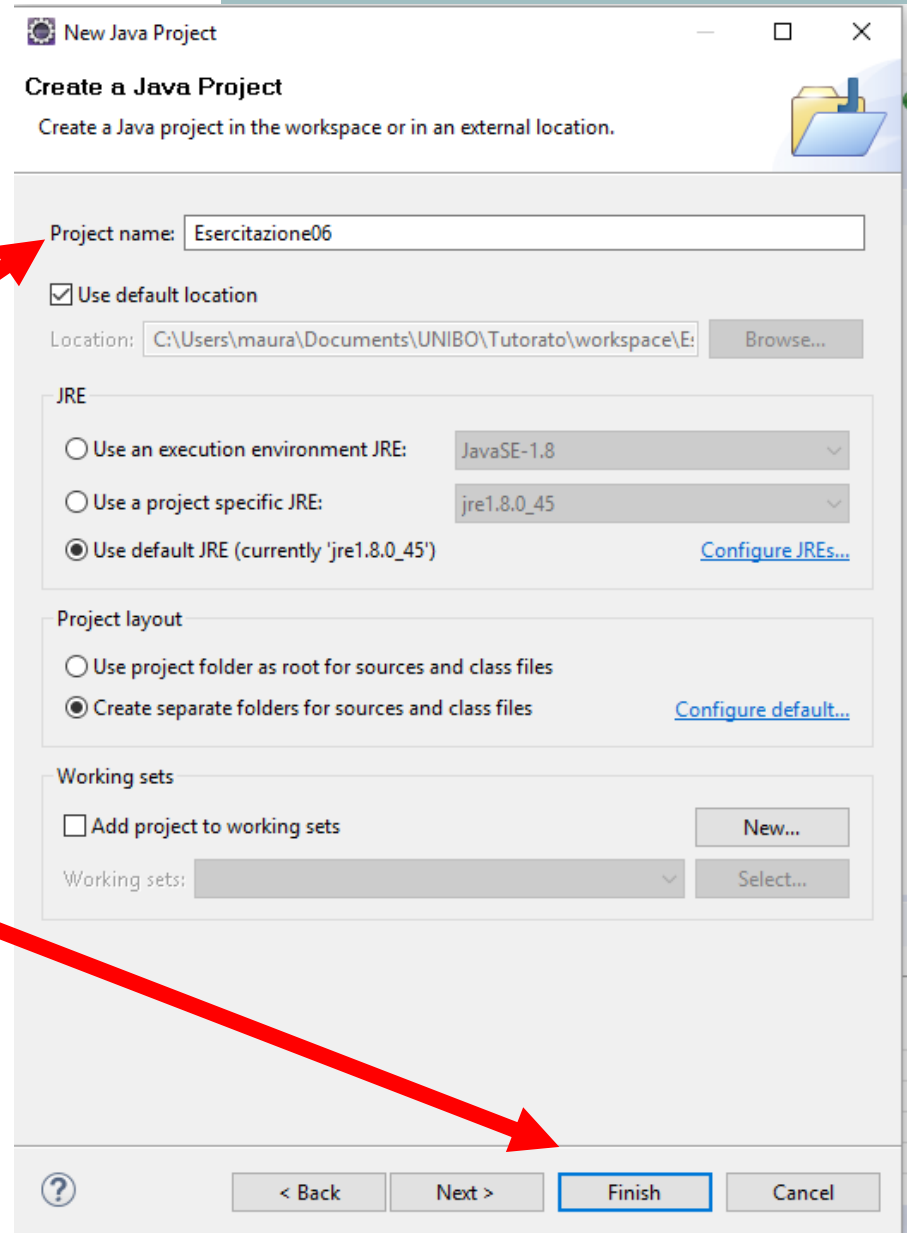 New Java Project
Create a Java Project
Create a Java project in the workspace or in an external location.
Project name: Esercitazione06
Use default location
Location: C:\Users\maura\Documents\UNIBO\Tutorato\workspace\E: Browse...
JRE
Use an execution environment JRE: JavaSE-1.8
Use a project specific JRE: jre1.8.0_45
Use default JRE (currently 'jre1.8.0_45') Configure JREs...
Project layout
Use project folder as root for sources and class files
Create separate folders for sources and class files Configure default...
Working sets
Add project to working sets New...
Working sets: Select...
? < Back Next > Finish Cancel